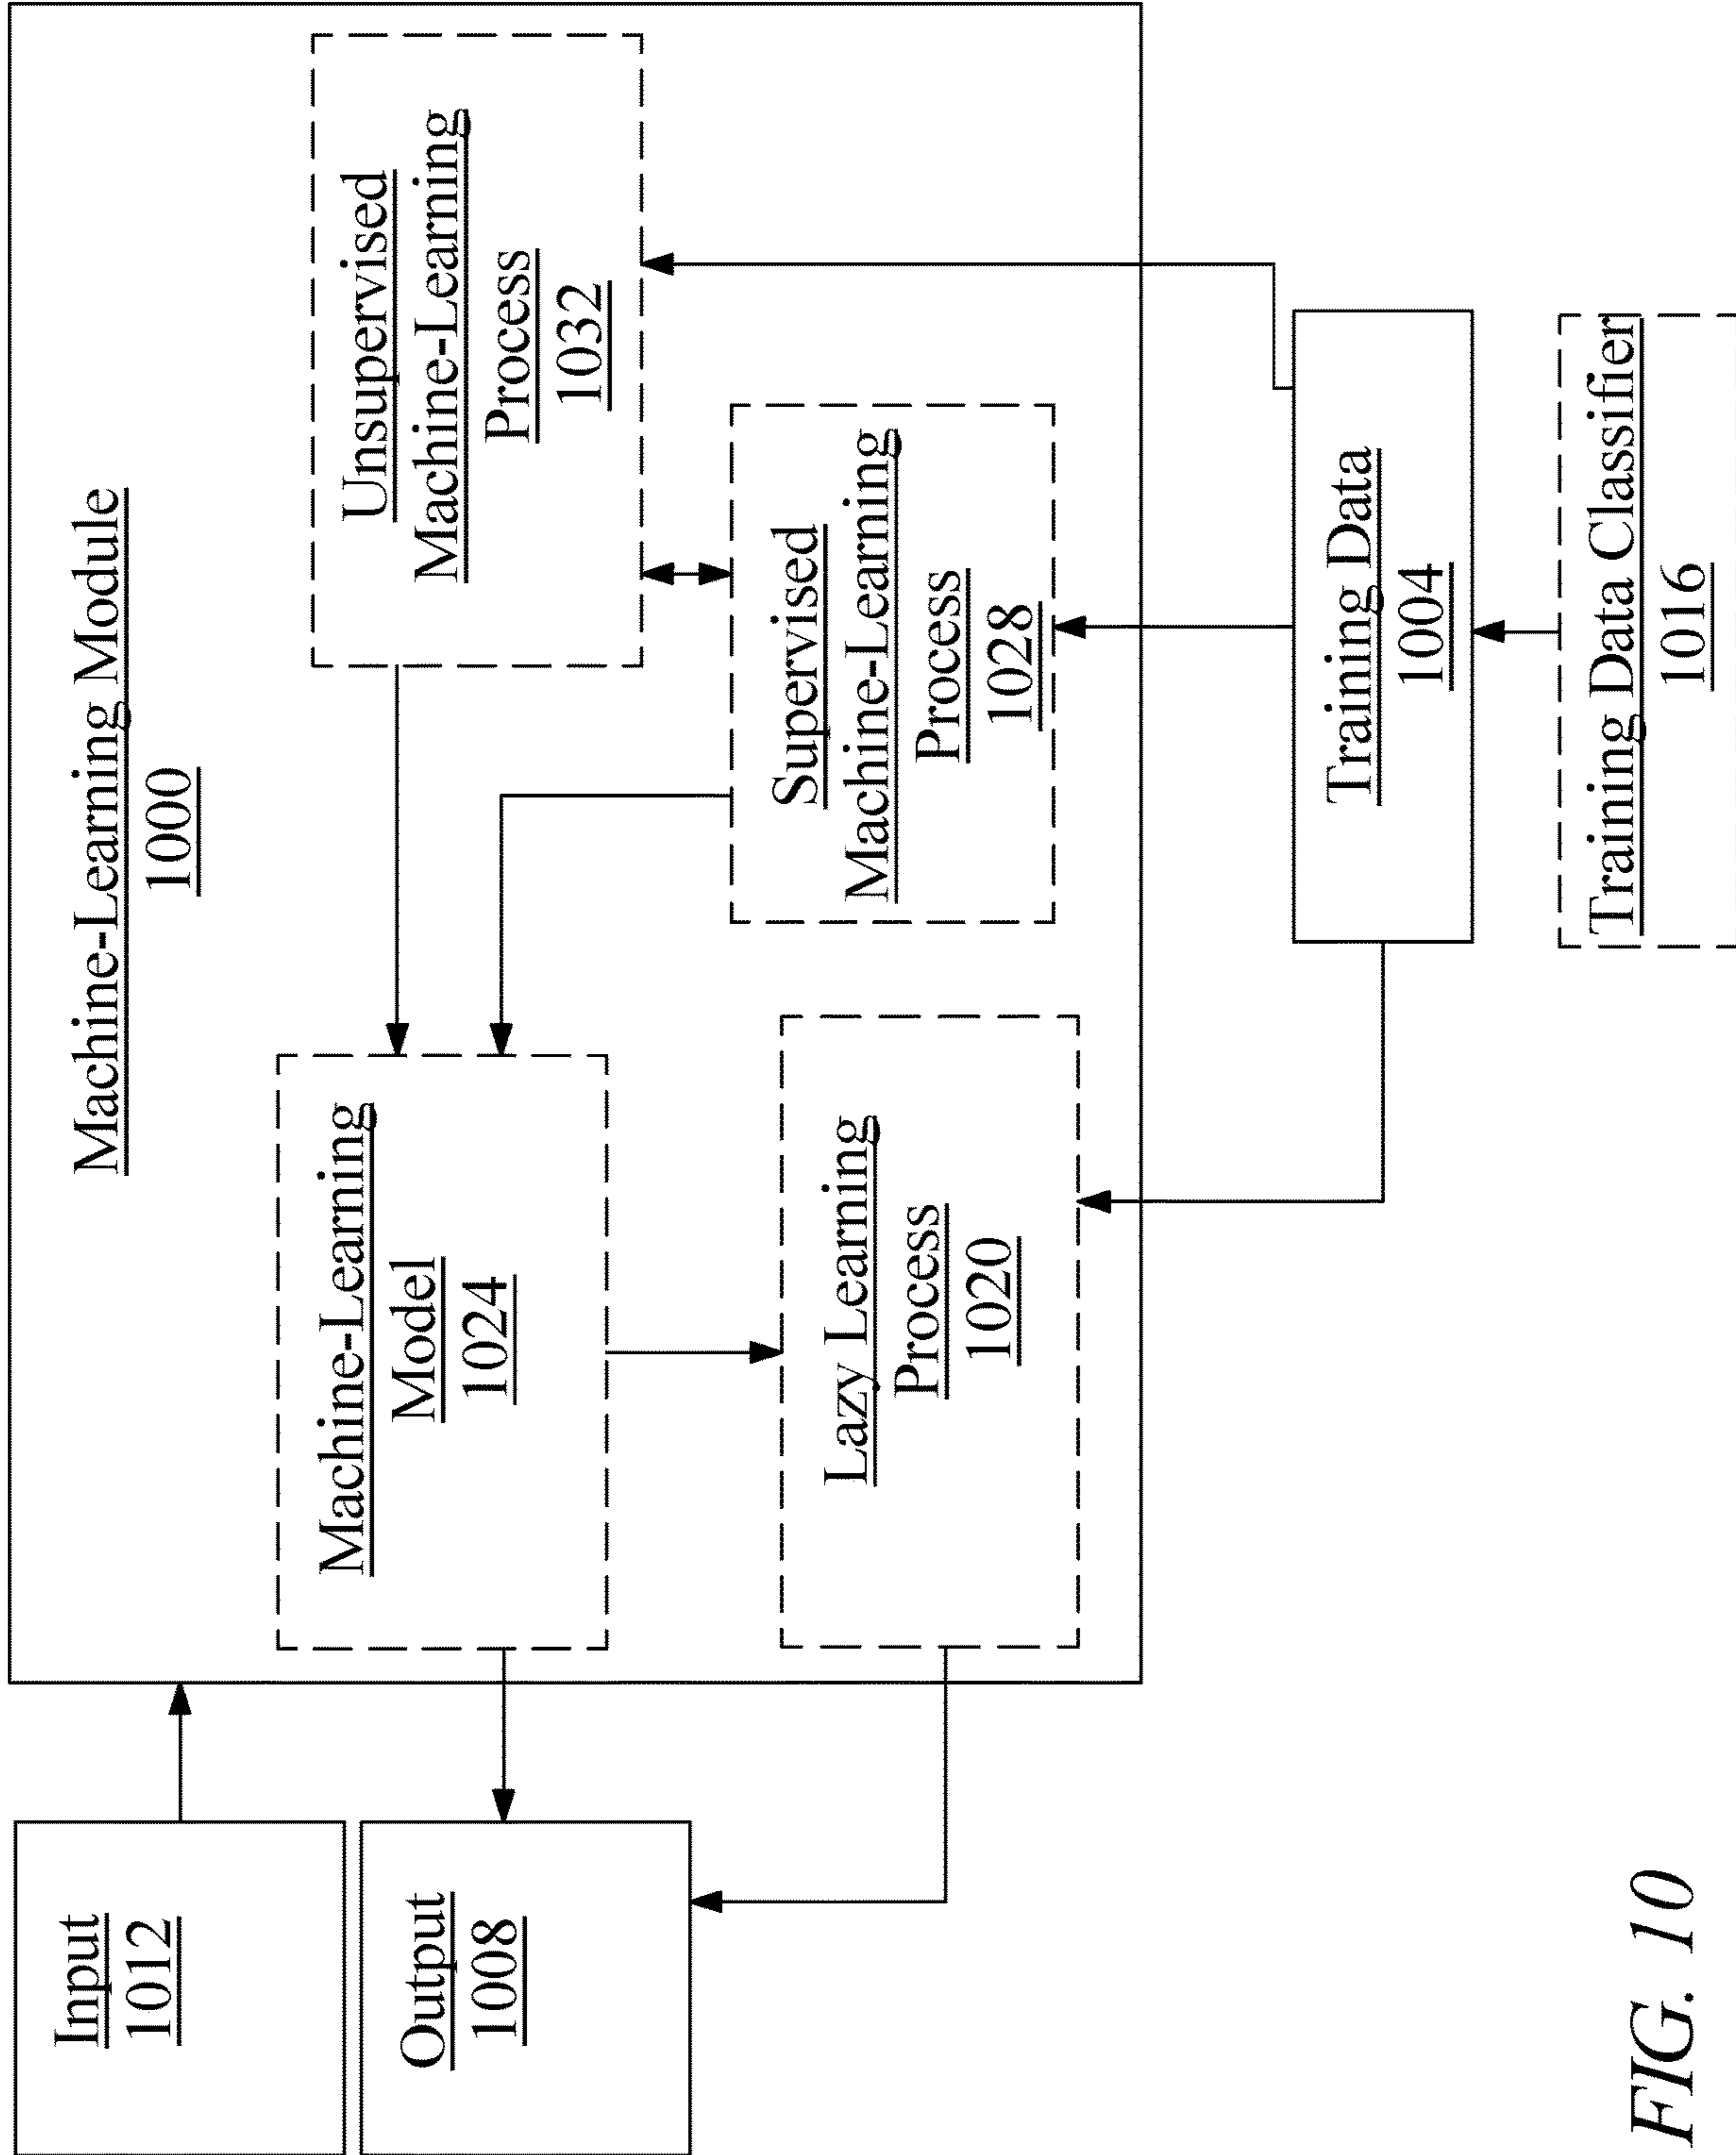 Machine-Learning Module
1000
Input
1012
Output
1008
Machine-Learning
Model
1024
Unsupervised
Machine-Learning
Process
1032
Lazy Learning
Process
1020
Supervised
Machine-Learning
Process
1028
Training Data
1004
Training Data Classifier
1016
FIG. 10